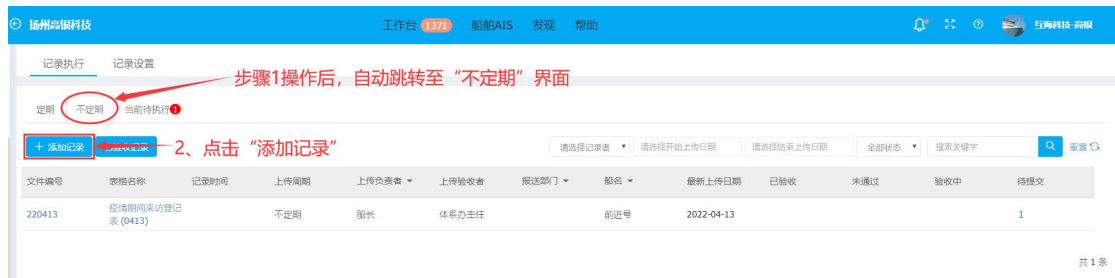 扬州高银科技 工作台 1371 船舶AIS 发现 帮助 互海科技-高银
记录执行 记录设置
步骤1操作后，自动跳转至“不定期”界面
定期 不定期 当前待执行 1
+ 添加记录 2、点击“添加记录” 请选择记录者 请选择开始上传日期 请选择结束上传日期 全部状态 搜索关键字 重置
文件编号 表格名称 记录时间 上传周期 上传负责者 上传验收者 报送部门 船名 最新上传日期 已验收 未通过 验收中 待提交
220413 疫情期间来访登记表 (0413) 不定期 船长 体系办主任 前进号 2022-04-13 1
共 1 条